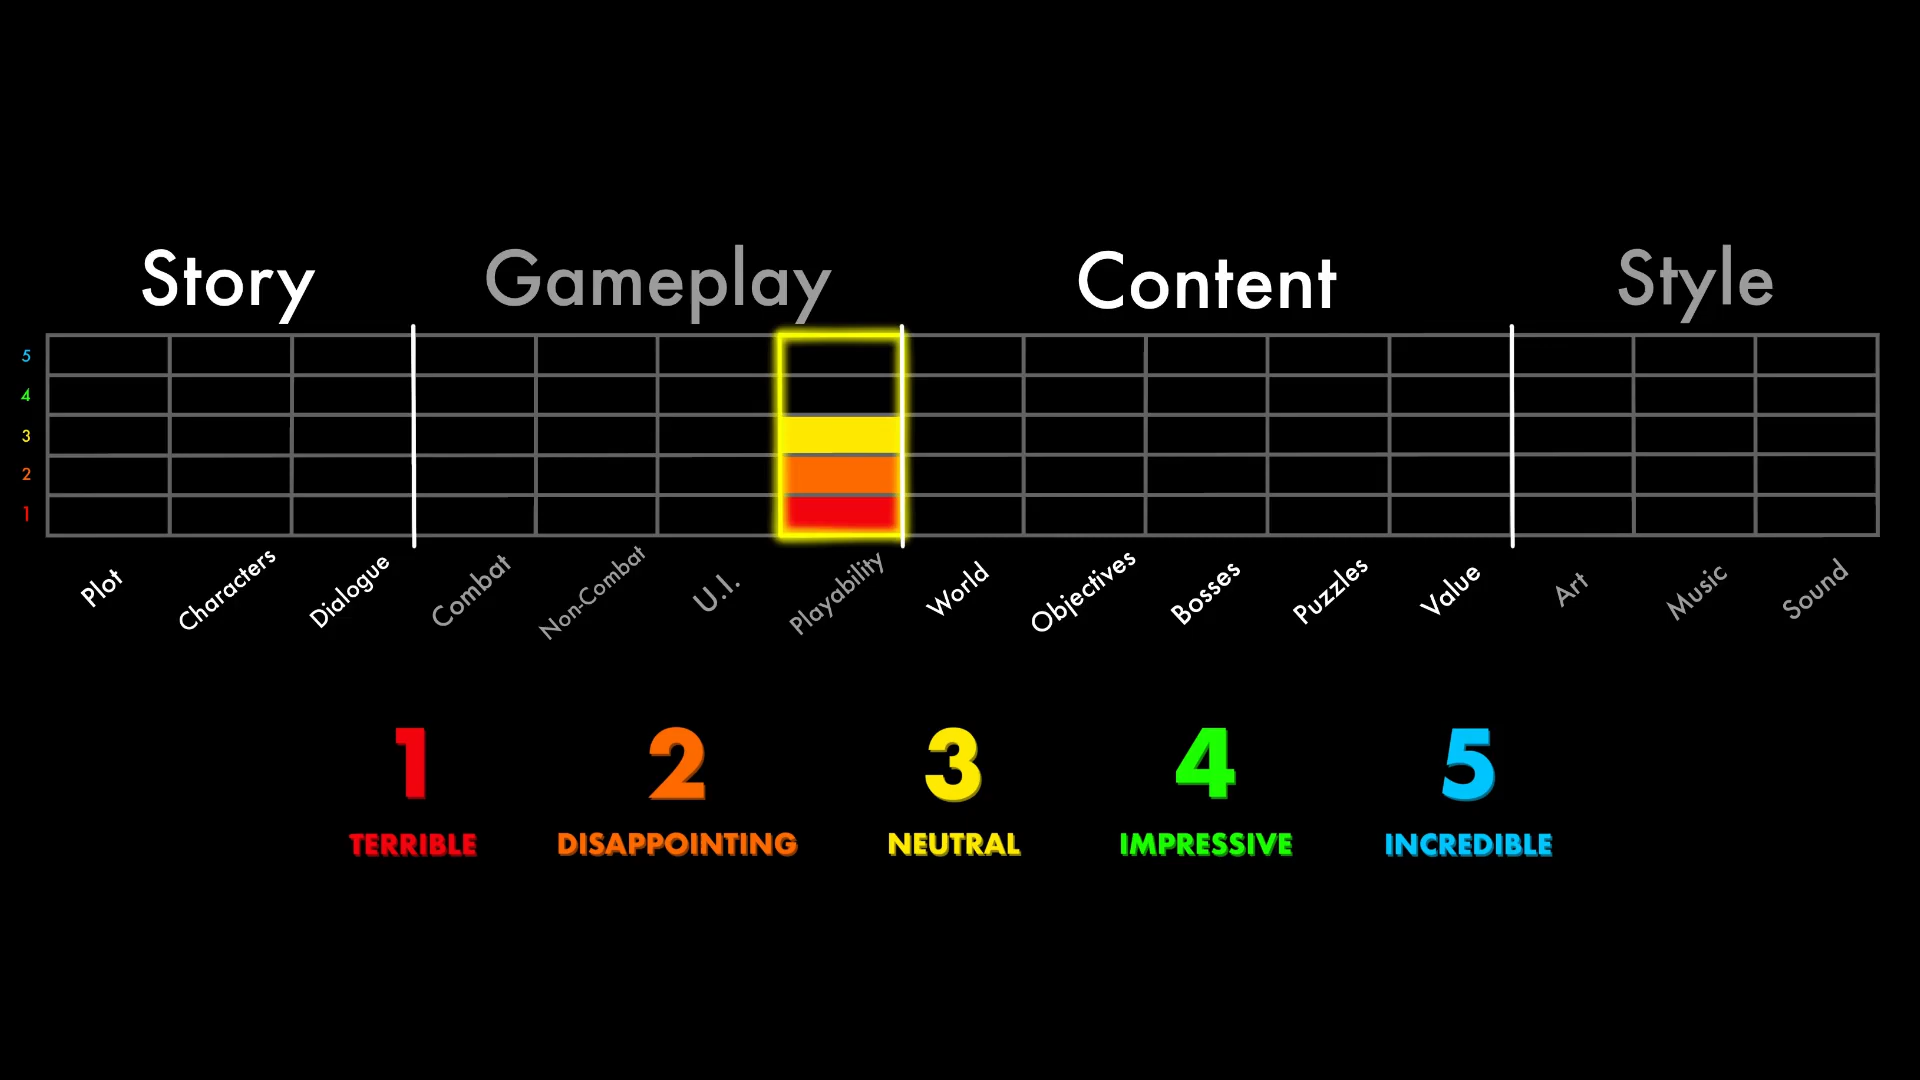 Story Gameplay Content Style
5
4
3
2
1
Plot Characters Dialogue Combat Non-Combat U.I. Playability World Objectives Bosses Puzzles Value Art Music Sound
1 2 3 4 5
TERRIBLE DISAPPOINTING NEUTRAL IMPRESSIVE INCREDIBLE